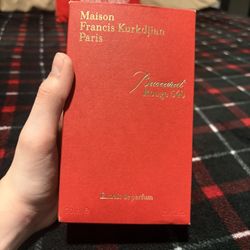 Maison
Francis Kurkdjian
Paris
Baccarat
Rouge 540
Extrait de parfum